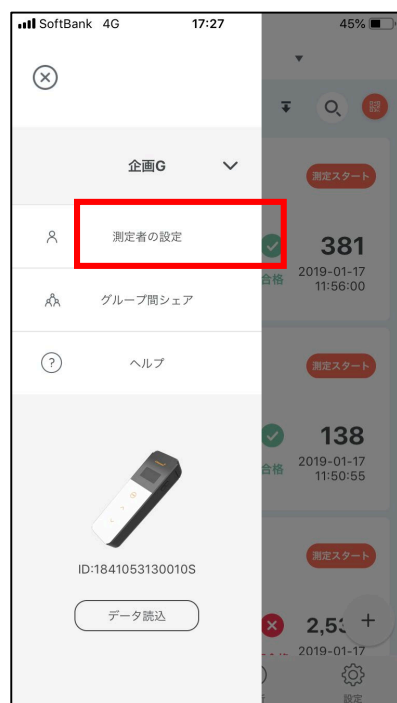 SoftBank 4G 17:27 45%
企画G
測定者の設定
グループ間シェア
? ヘルプ
ID:1841053130010S
データ読込
測定スタート
381
合格 2019-01-17
11:56:00
測定スタート
138
合格 2019-01-17
11:50:55
測定スタート
2,53
2019-01-17
設定